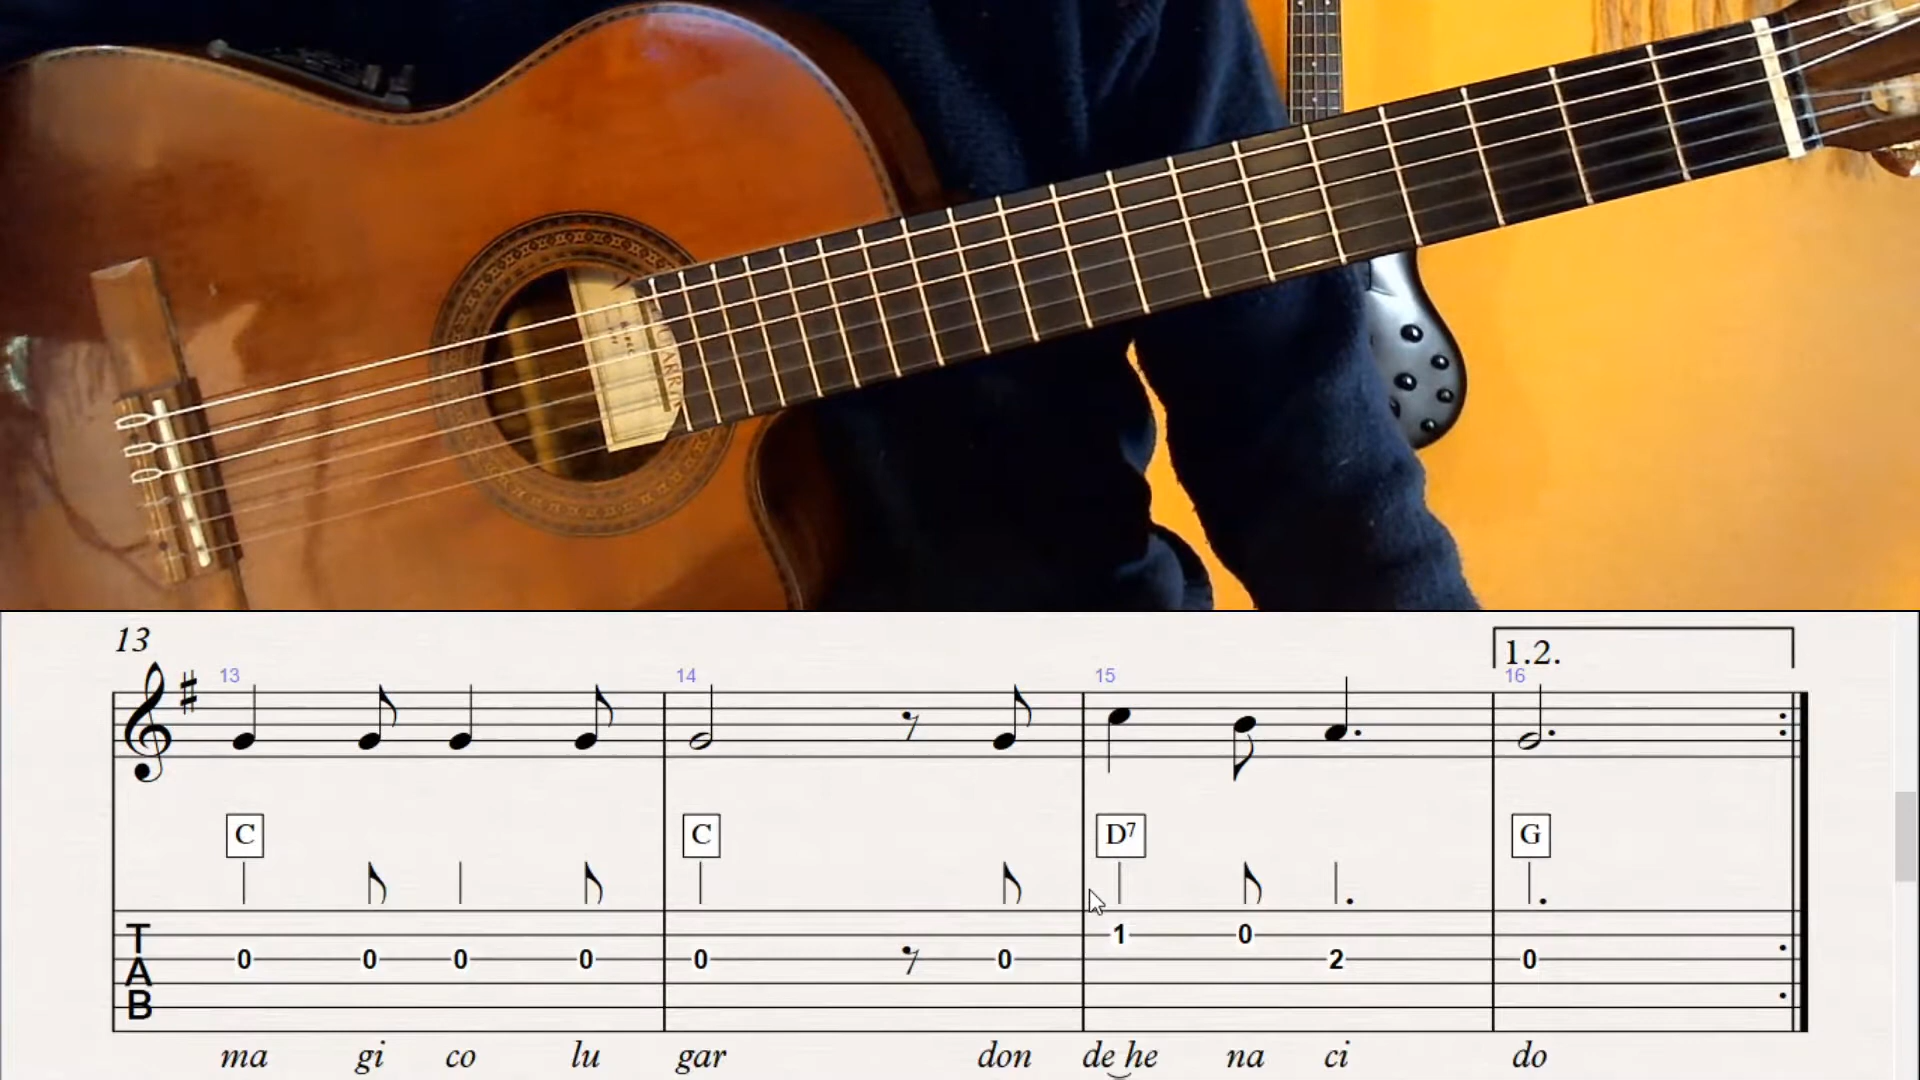 13
1.2.
13 14 15 16
C C D7 G
T 1 0
A 0 0 0 0 0 0 2 0
B
ma gi co lu gar don de he na ci do